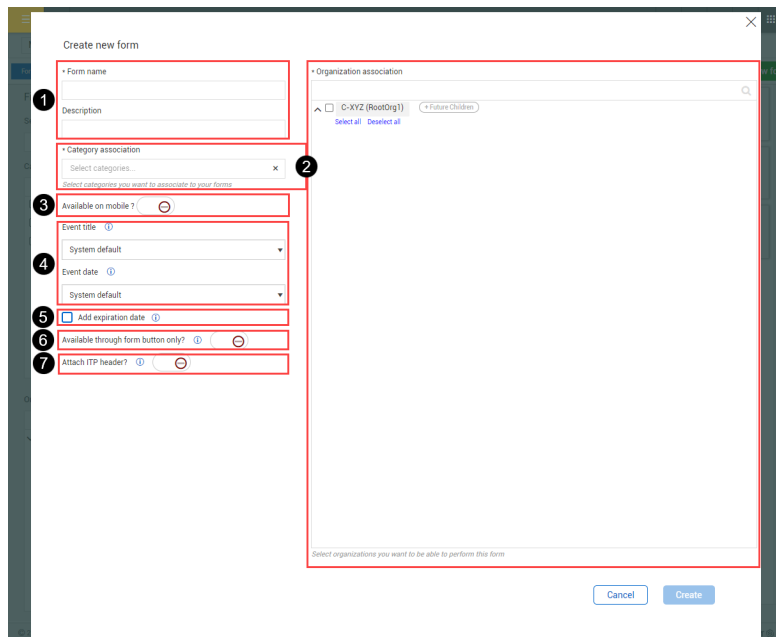 Create new form
* Form name
1
Description
* Category association
Select categories...
×
2
Select categories you want to associate to your forms
3
Available on mobile ?
Event title
System default
4
Event date
System default
5
Add expiration date
6
Available through form button only?
7
Attach ITP header?
* Organization association
C-XYZ (RootOrg1)
+ Future Children
Select all Deselect all
Select organizations you want to be able to perform this form
Cancel
Create